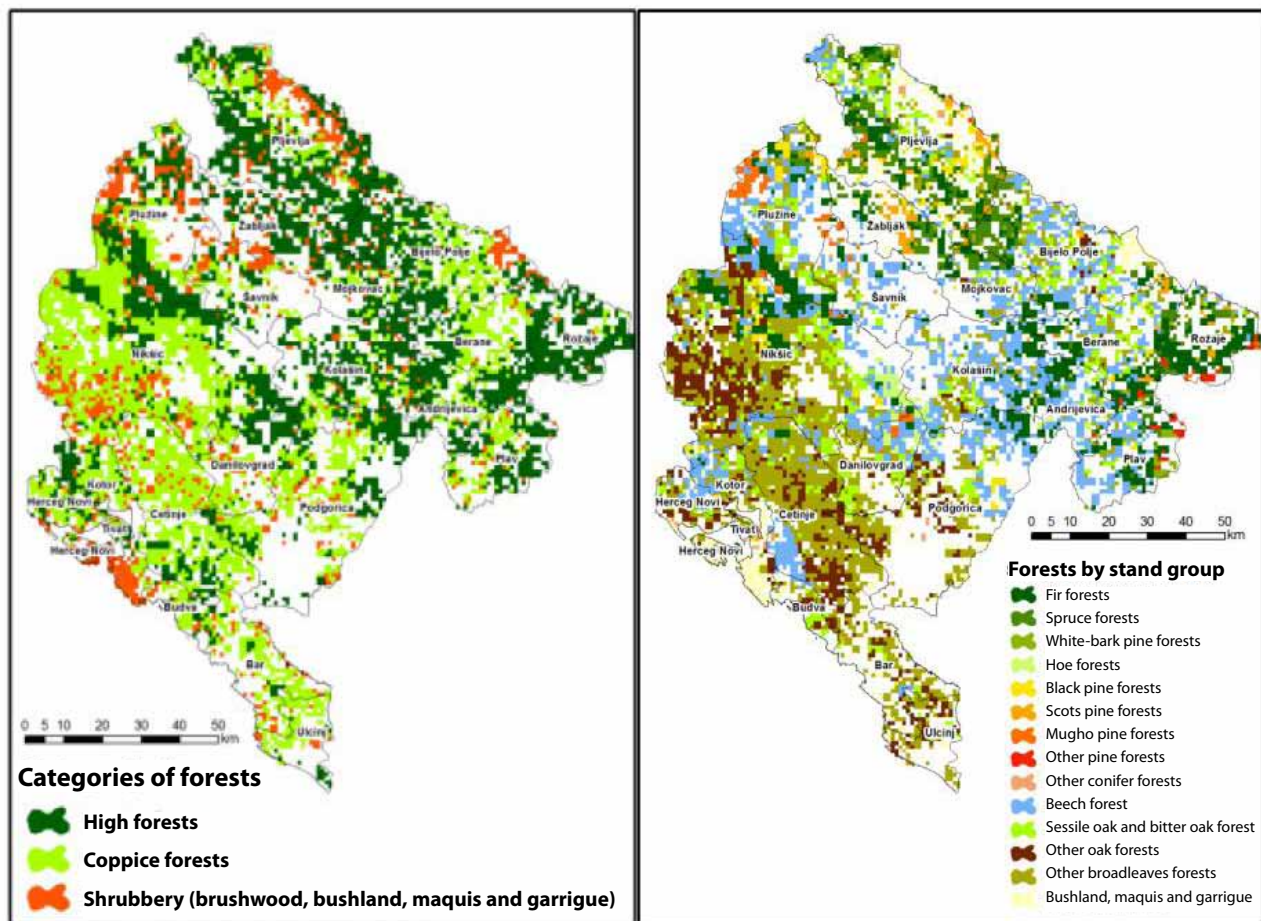 Pljevlja
Plužine
Žabljak
Bijelo Polje
Mojkovac
Šavnik
Nikšić
Berane
Rožaje
Kolašin
Andrijevica
Danilovgrad
Plav
Kotor
Herceg Novi
Podgorica
Cetinje
Tivat
Herceg Novi
Budva
Bar
Ulcinj
0 5 10 20 30 40 50
km
Categories of forests
High forests
Coppice forests
Shrubbery (brushwood, bushland, maquis and garrigue)
Pljevlja
Plužine
Žabljak
Bijelo Polje
Mojkovac
Šavnik
Nikšić
Berane
Rožaje
Kolašin
Andrijevica
Danilovgrad
Plav
Kotor
Herceg Novi
Podgorica
Cetinje
Tivat
Herceg Novi
Budva
Bar
Ulcinj
0 5 10 20 30 40 50
km
Forests by stand group
Fir forests
Spruce forests
White-bark pine forests
Hoe forests
Black pine forests
Scots pine forests
Mugho pine forests
Other pine forests
Other conifer forests
Beech forest
Sessile oak and bitter oak forest
Other oak forests
Other broadleaves forests
Bushland, maquis and garrigue